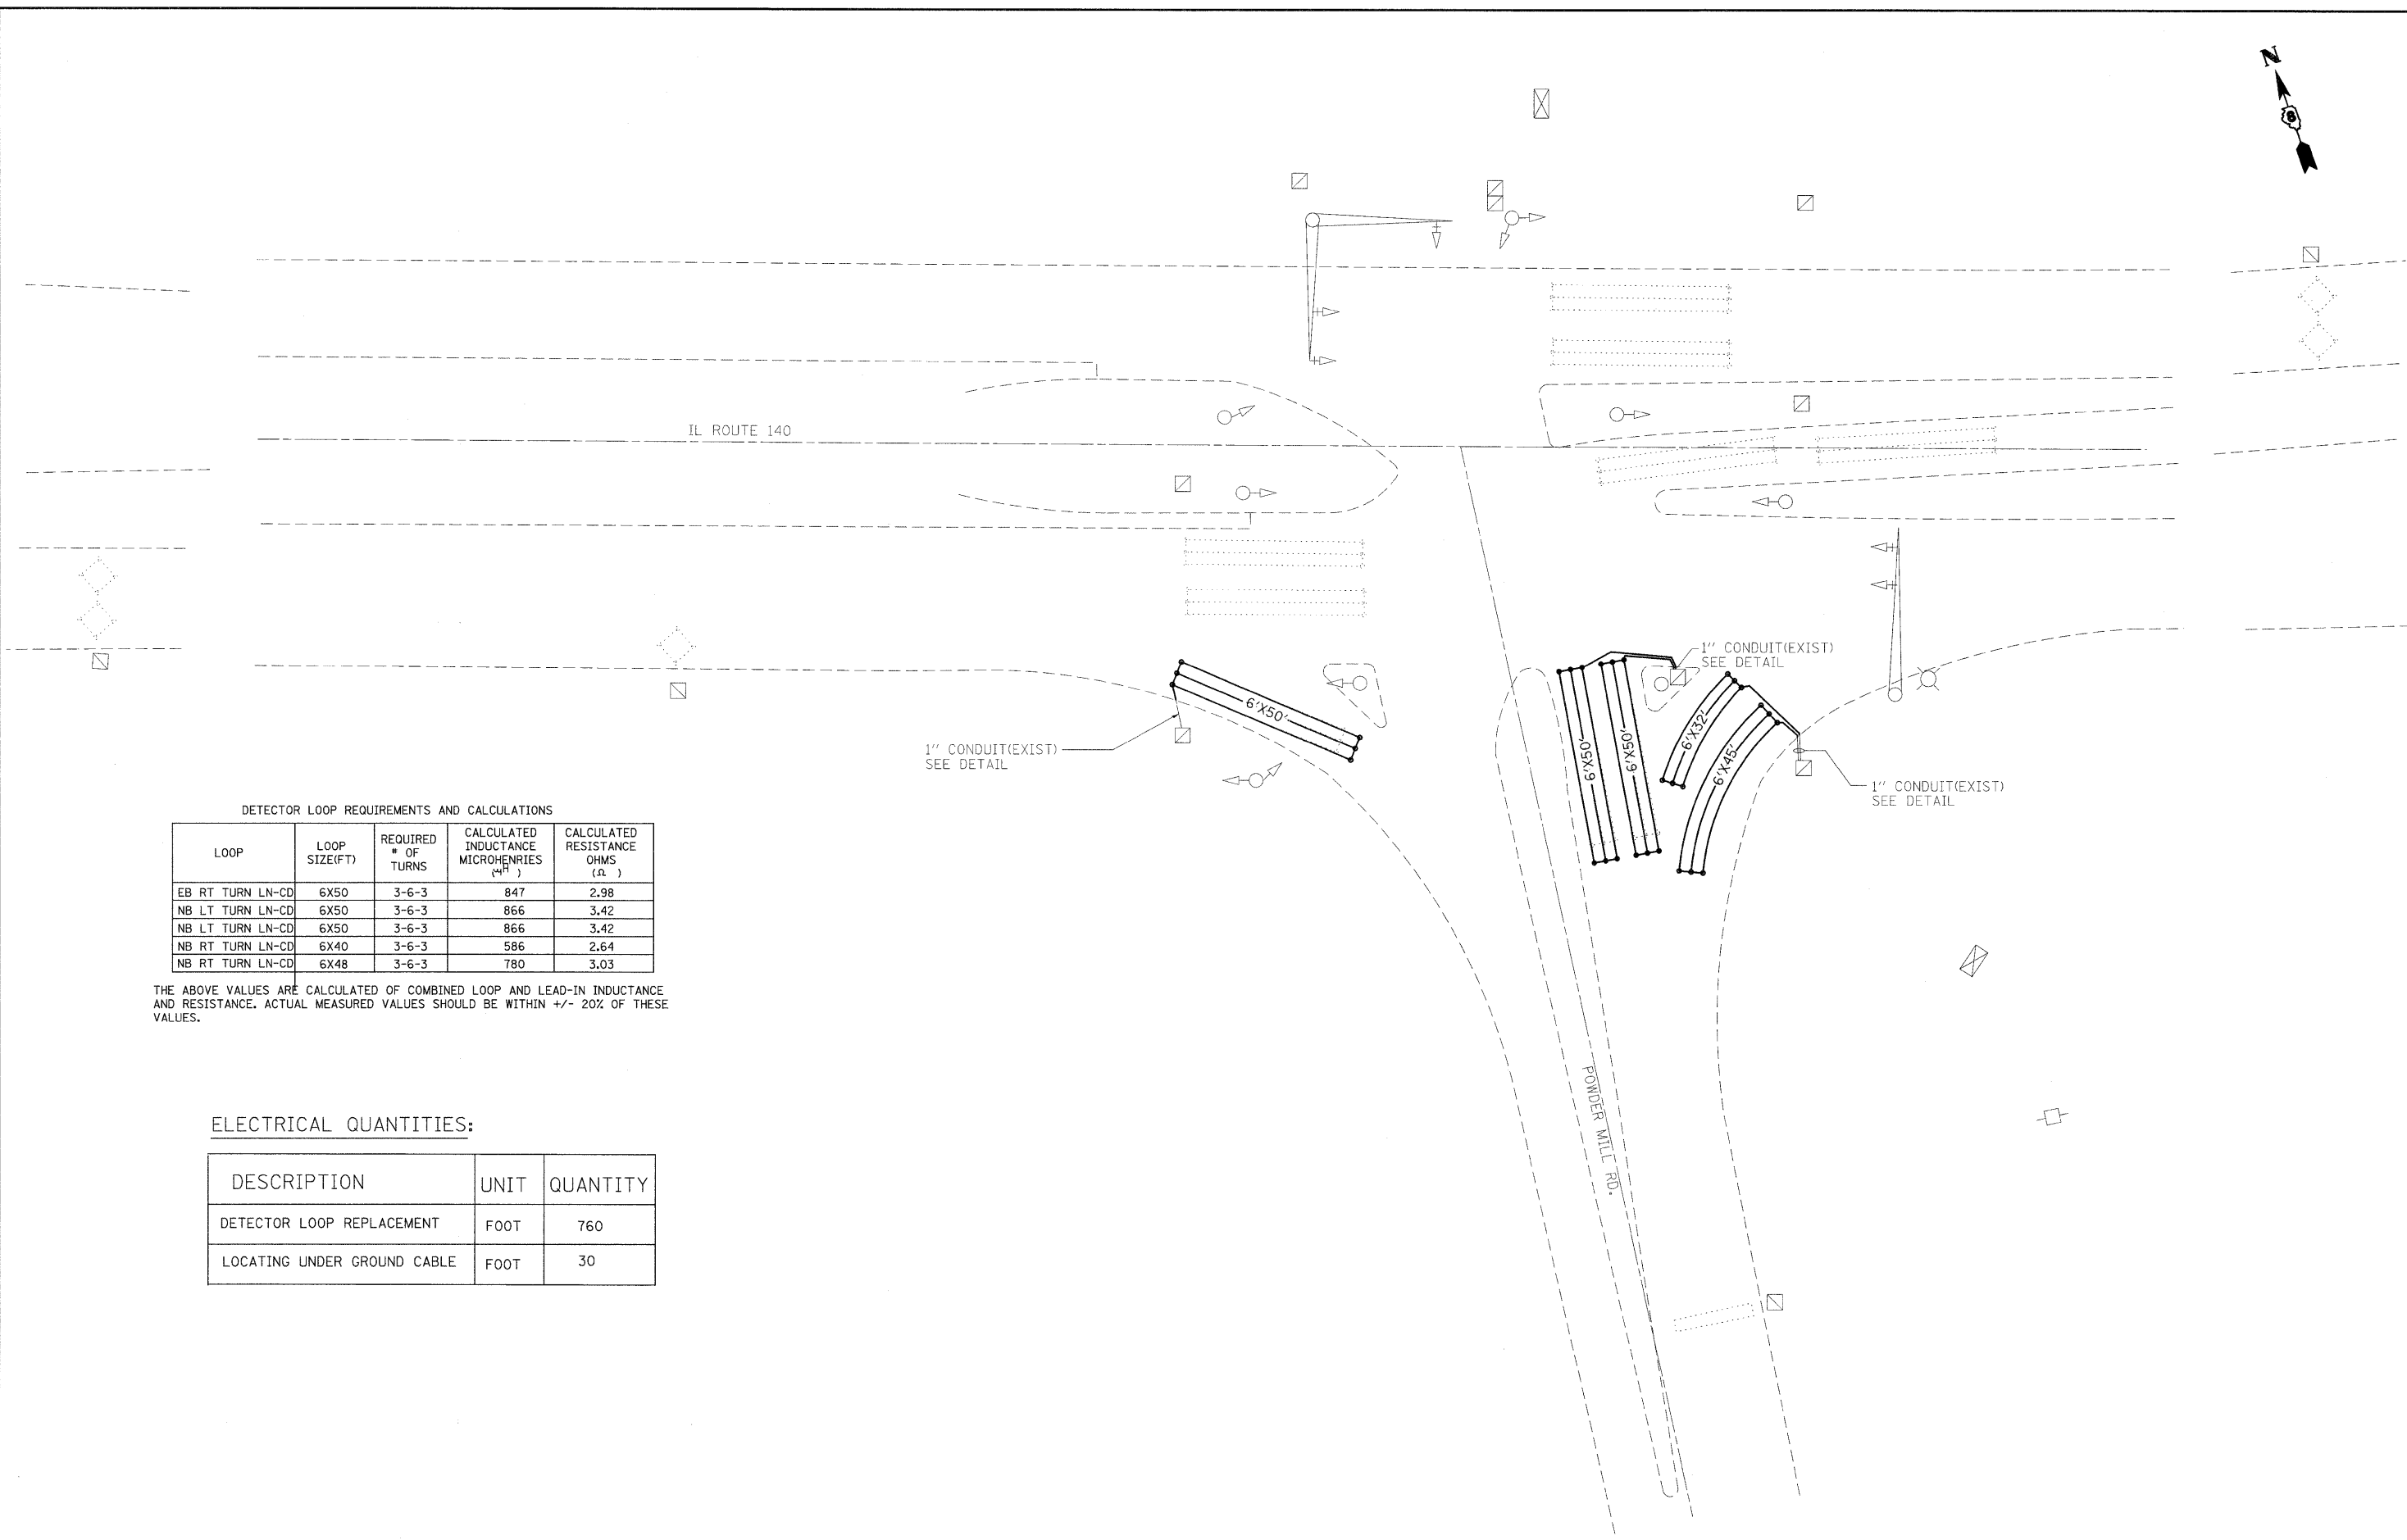 N
8
IL ROUTE 140
1" CONDUIT(EXIST)
SEE DETAIL
6'X50'
1" CONDUIT(EXIST)
SEE DETAIL
6'X50'
6'X50'
6'X32'
6'X45'
1" CONDUIT(EXIST)
SEE DETAIL
POWDER MILL RD.
DETECTOR LOOP REQUIREMENTS AND CALCULATIONS
LOOP
LOOP
SIZE(FT)
REQUIRED
# OF
TURNS
CALCULATED
INDUCTANCE
MICROHENRIES
(μH )
CALCULATED
RESISTANCE
OHMS
(Ω )
EB RT TURN LN-CD 6X50 3-6-3 847 2.98
NB LT TURN LN-CD 6X50 3-6-3 866 3.42
NB LT TURN LN-CD 6X50 3-6-3 866 3.42
NB RT TURN LN-CD 6X40 3-6-3 586 2.64
NB RT TURN LN-CD 6X48 3-6-3 780 3.03
THE ABOVE VALUES ARE CALCULATED OF COMBINED LOOP AND LEAD-IN INDUCTANCE
AND RESISTANCE. ACTUAL MEASURED VALUES SHOULD BE WITHIN +/- 20% OF THESE
VALUES.
ELECTRICAL QUANTITIES:
DESCRIPTION UNIT QUANTITY
DETECTOR LOOP REPLACEMENT FOOT 760
LOCATING UNDER GROUND CABLE FOOT 30